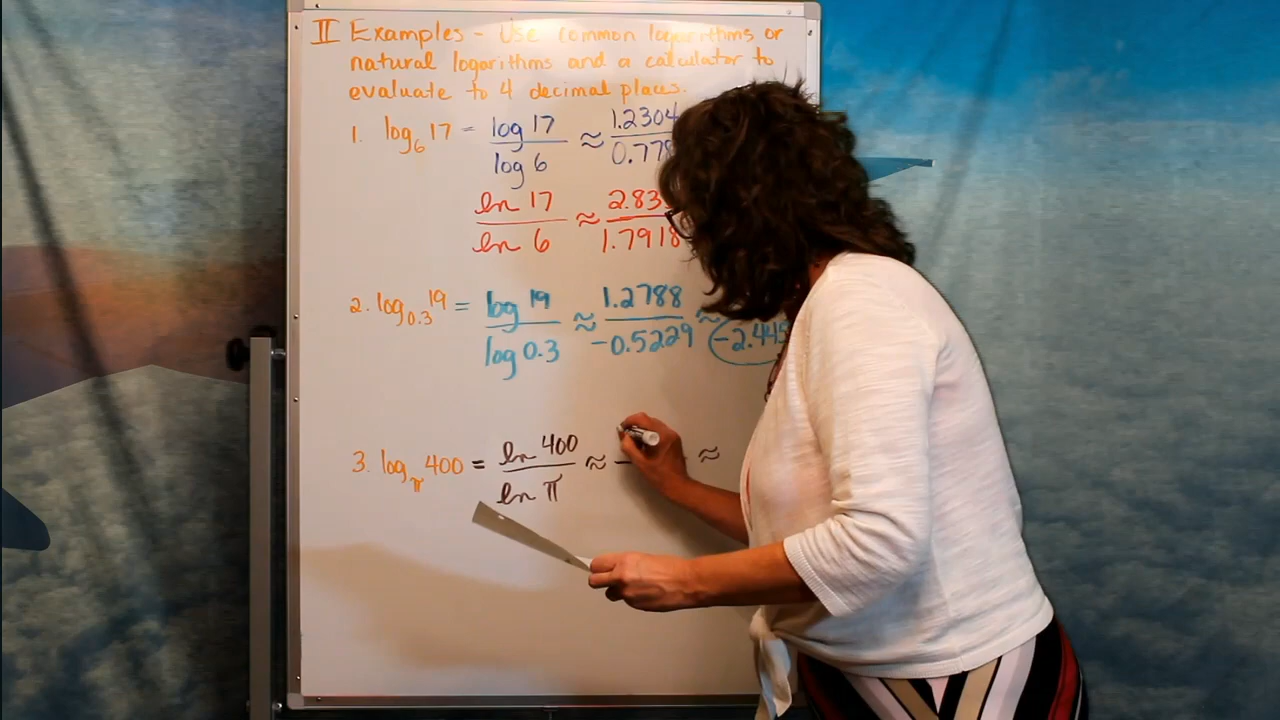 II Examples - Use common logarithms or
natural logarithms and a calculator to
evaluate to 4 decimal places.
1. log₆ 17 = log 17 / log 6 ≈ 1.2304 / 0.778
ln 17 / ln 6 ≈ 2.83 / 1.7918
2. log₀.₃ 19 = log 19 / log 0.3 ≈ 1.2788 / -0.5229 ≈ -2.445
3. log_π 400 = ln 400 / ln π ≈ — ≈